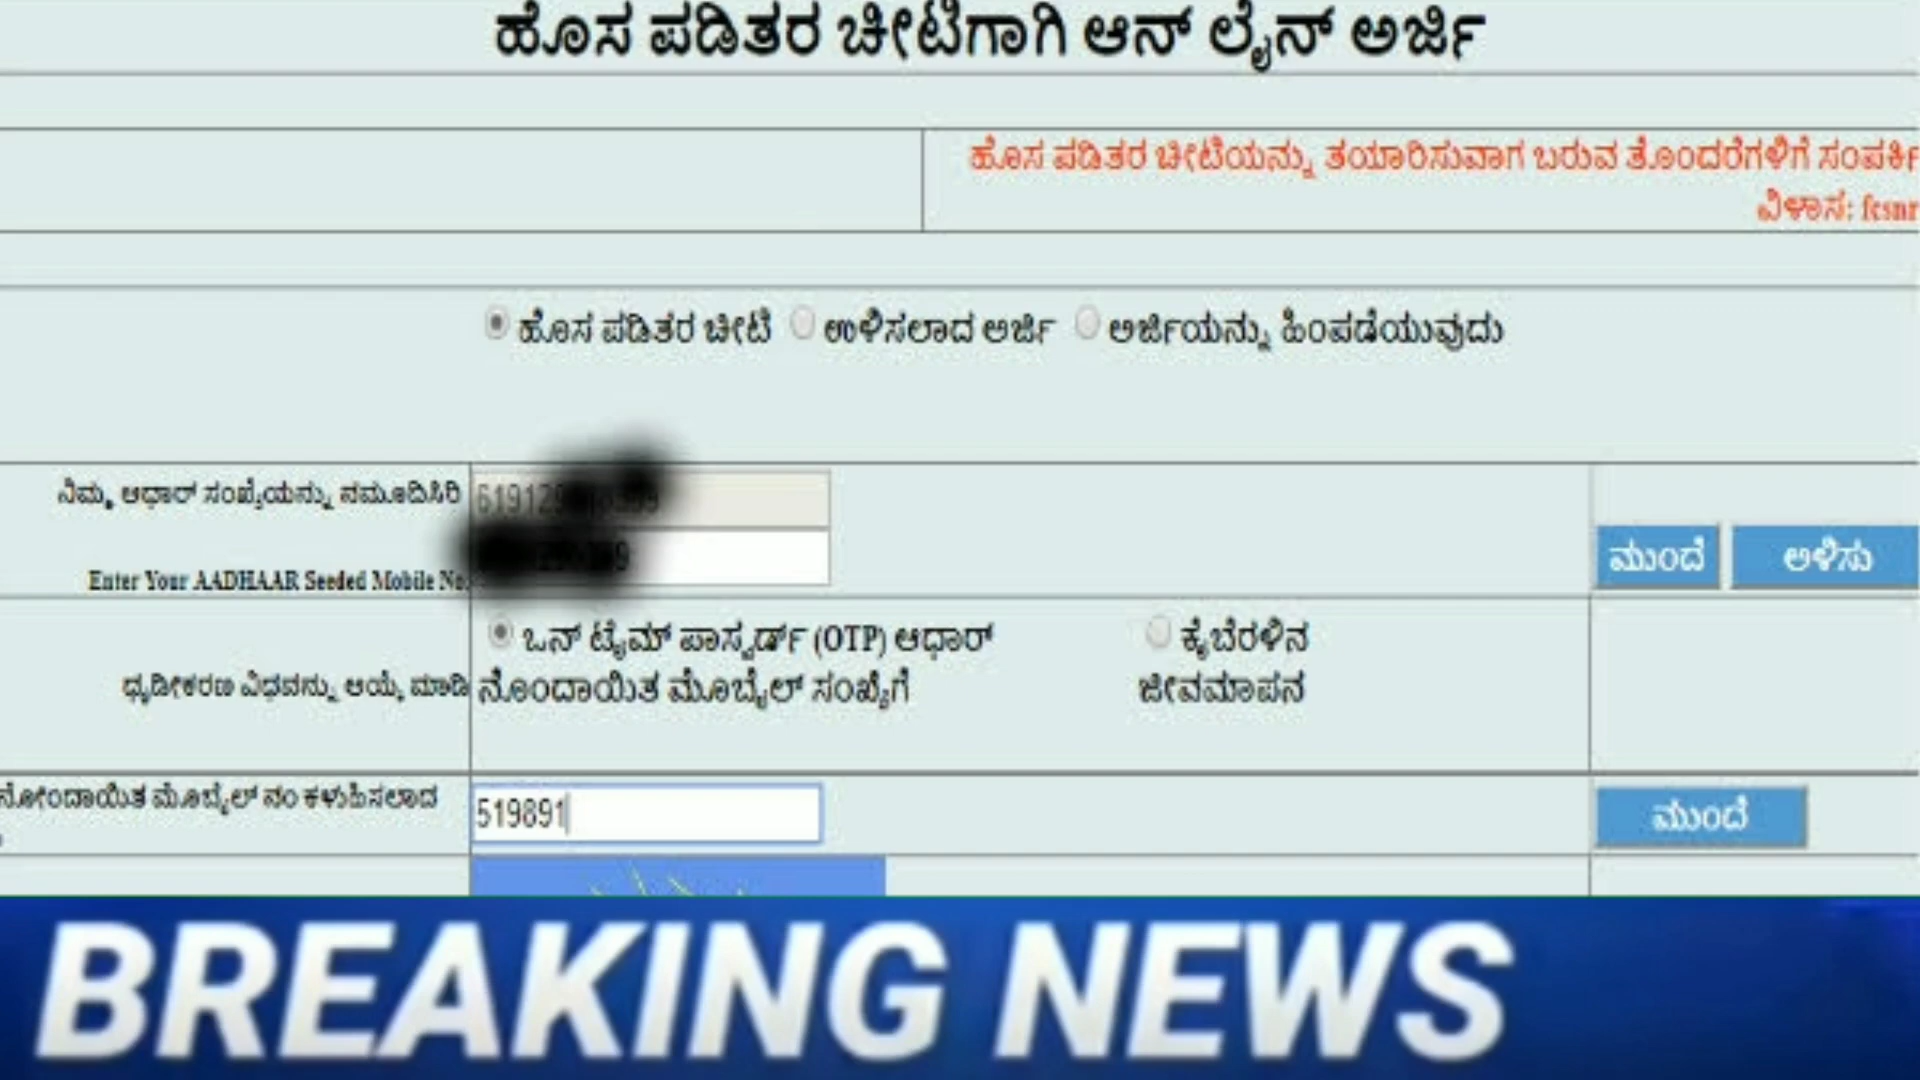 ಹೊಸ ಪಡಿತರ ಚೀಟಿಗಾಗಿ ಆನ್ ಲೈನ್ ಅರ್ಜಿ
ಹೊಸ ಪಡಿತರ ಚೀಟಿಯನ್ನು ತಯಾರಿಸುವಾಗ ಬರುವ ತೊಂದರೆಗಳಿಗೆ ಸಂಪರ್ಕಿ
ವಿಳಾಸ: fcsnr
ಹೊಸ ಪಡಿತರ ಚೀಟಿ ಉಳಿಸಲಾದ ಅರ್ಜಿ ಅರ್ಜಿಯನ್ನು ಹಿಂಪಡೆಯುವುದು
ನಿಮ್ಮ ಆಧಾರ್ ಸಂಖ್ಯೆಯನ್ನು ನಮೂದಿಸಿರಿ
Enter Your AADHAAR Seeded Mobile No.
ಮುಂದೆ ಅಳಿಸು
ಧೃಡೀಕರಣ ವಿಧವನ್ನು ಆಯ್ಕೆ ಮಾಡಿ
ಒನ್ ಟೈಮ್ ಪಾಸ್ವರ್ಡ್ (OTP) ಆಧಾರ್
ನೊಂದಾಯಿತ ಮೊಬೈಲ್ ಸಂಖ್ಯೆಗೆ
ಕೈಬೆರಳಿನ
ಜೀವಮಾಪನ
ನೋಂದಾಯಿತ ಮೊಬೈಲ್ ನಂ ಕಳುಹಿಸಲಾದ
519891
ಮುಂದೆ
BREAKING NEWS